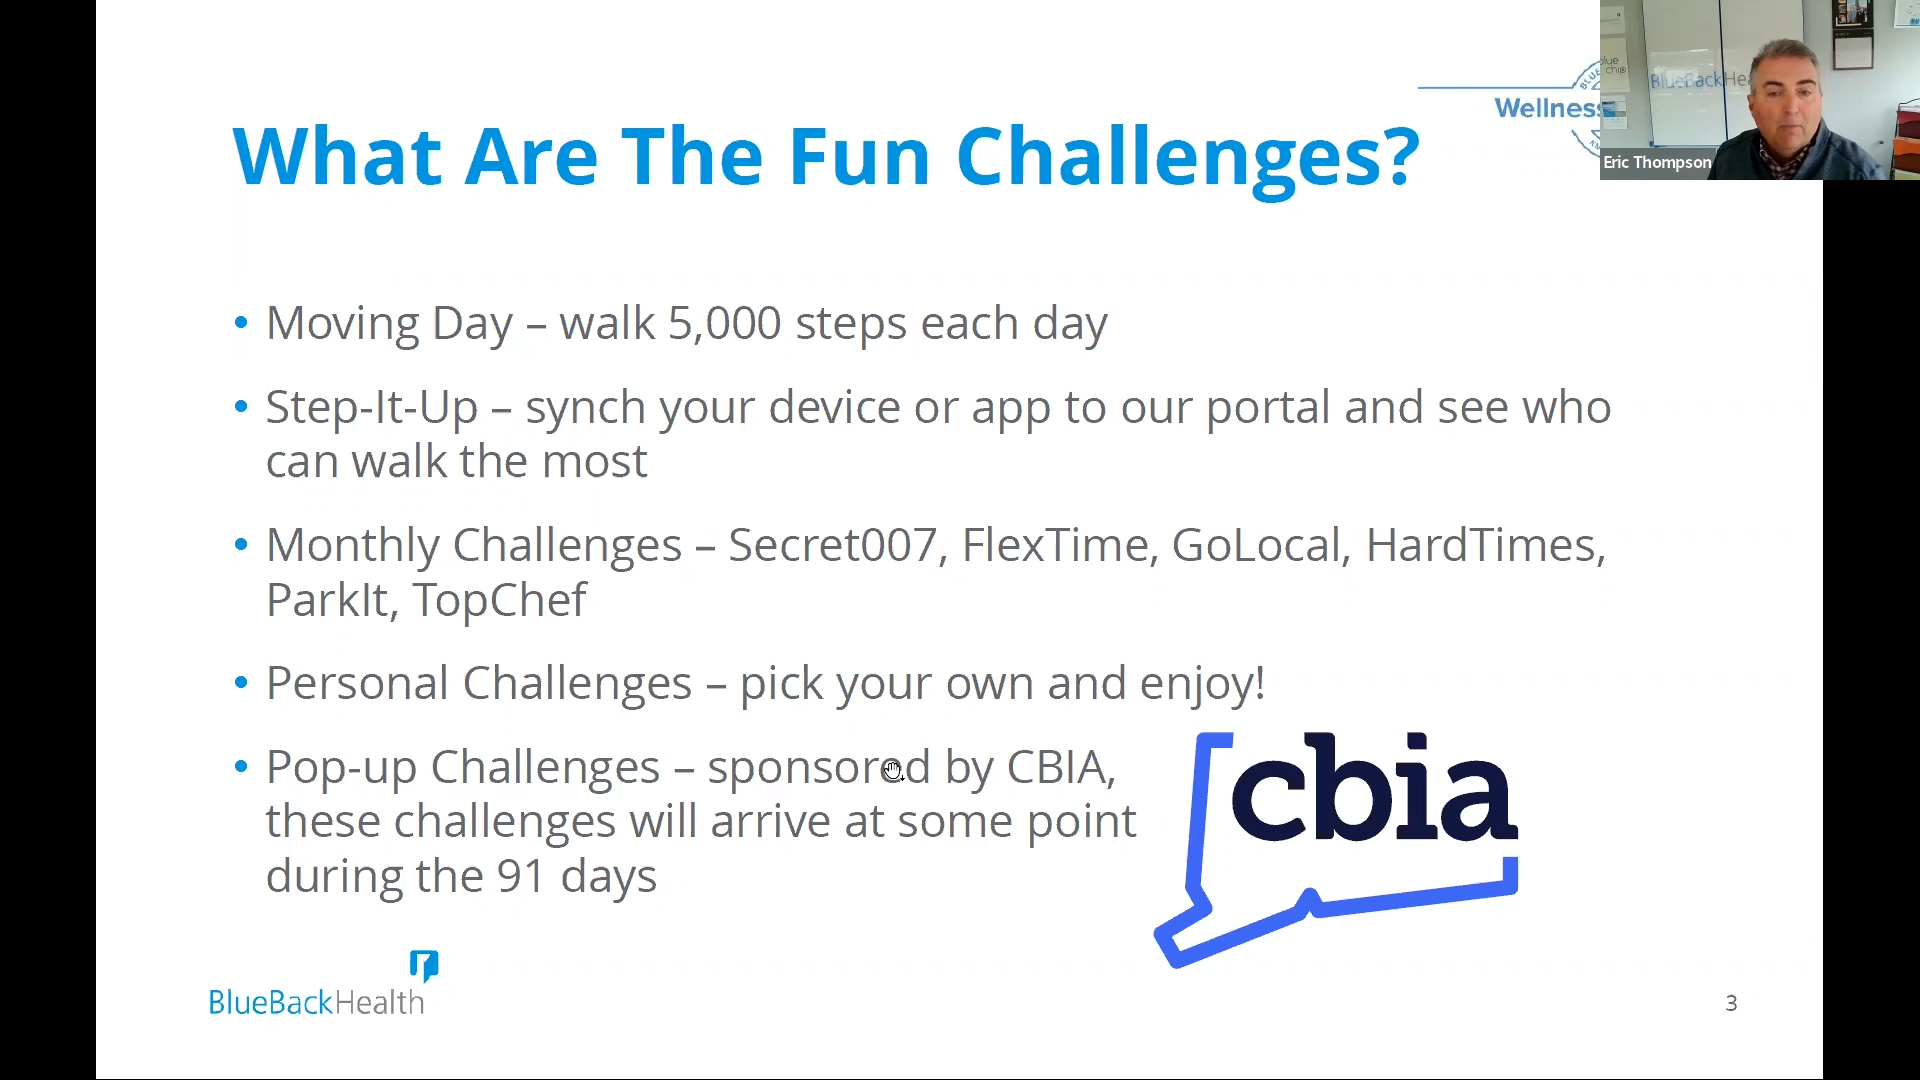 Wellness
blue
chip
BlueBackHe
Eric Thompson
What Are The Fun Challenges?
• Moving Day – walk 5,000 steps each day
• Step-It-Up – synch your device or app to our portal and see who
can walk the most
• Monthly Challenges – Secret007, FlexTime, GoLocal, HardTimes,
ParkIt, TopChef
• Personal Challenges – pick your own and enjoy!
• Pop-up Challenges – sponsored by CBIA,
these challenges will arrive at some point
during the 91 days
cbia
BlueBackHealth
3